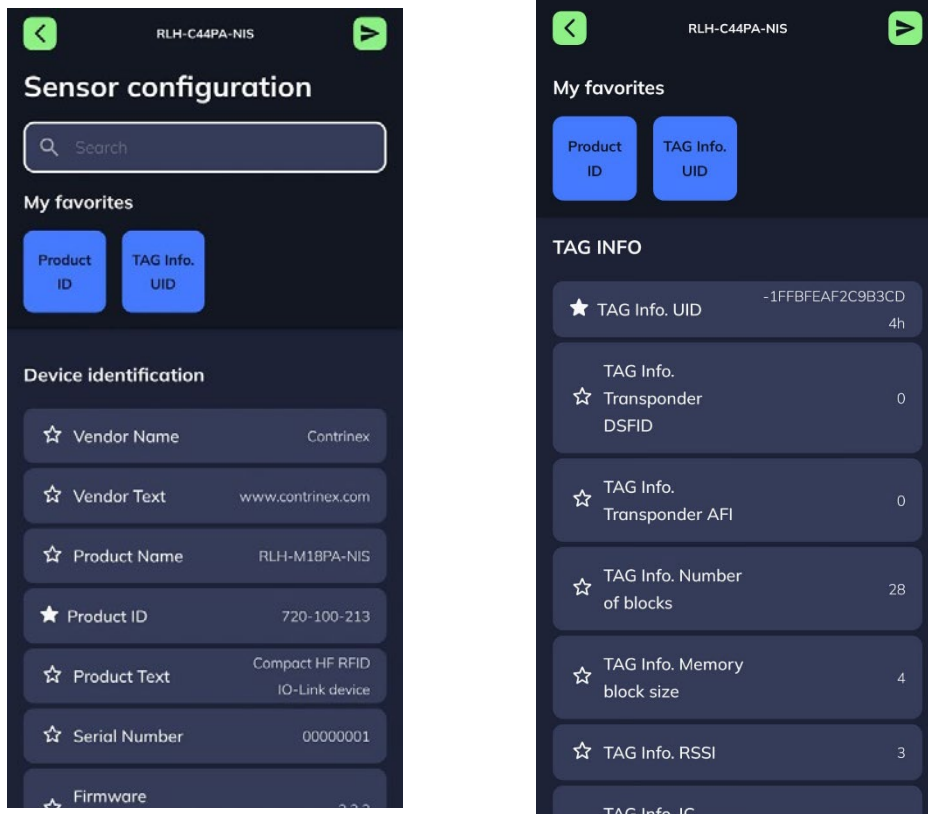 RLH-C44PA-NIS
Sensor configuration
Search
My favorites
Product
ID
TAG Info.
UID
Device identification
Vendor Name
Contrinex
Vendor Text
www.contrinex.com
Product Name
RLH-M18PA-NIS
Product ID
720-100-213
Product Text
Compact HF RFID
IO-Link device
Serial Number
00000001
Firmware
RLH-C44PA-NIS
My favorites
Product
ID
TAG Info.
UID
TAG INFO
TAG Info. UID
-1FFBFEAF2C9B3CD
4h
TAG Info.
Transponder
DSFID
0
TAG Info.
Transponder AFI
0
TAG Info. Number
of blocks
28
TAG Info. Memory
block size
4
TAG Info. RSSI
3
TAG Info. IC